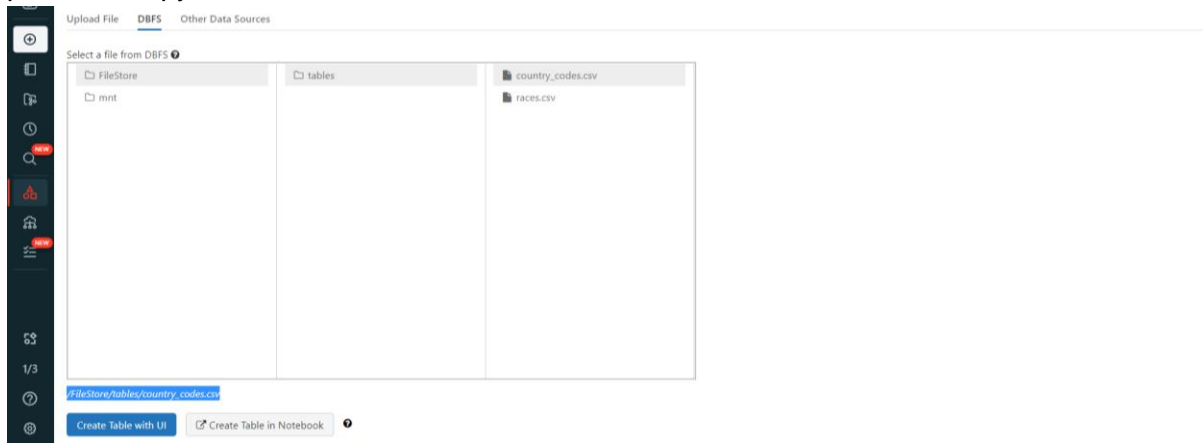 Upload File DBFS Other Data Sources
Select a file from DBFS
FileStore tables country_codes.csv
mnt races.csv
NEW
NEW
1/3
/FileStore/tables/country_codes.csv
Create Table with UI Create Table in Notebook